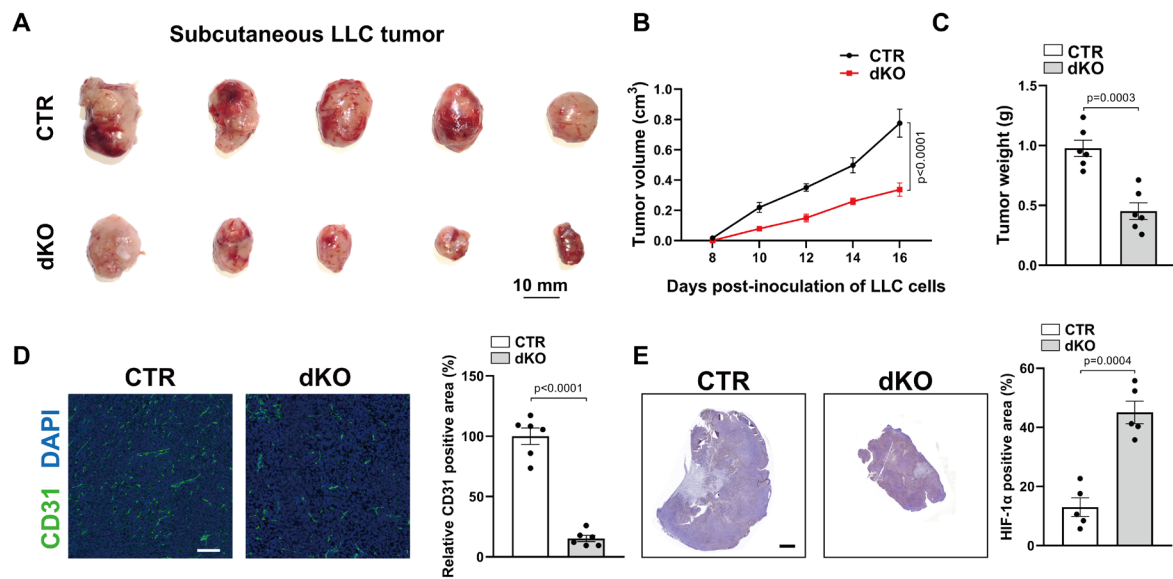 A
Subcutaneous LLC tumor
CTR
dKO
10 mm
B
CTR
dKO
Tumor volume (cm³)
1.0
0.8
0.6
0.4
0.2
0.0
8 10 12 14 16
Days post-inoculation of LLC cells
p<0.0001
C
CTR
dKO
Tumor weight (g)
1.5
1.0
0.5
0.0
p=0.0003
D
CTR dKO
CD31 DAPI
CTR
dKO
Relative CD31 positive area (%)
150
100
50
0
p<0.0001
E
CTR dKO
CTR
dKO
HIF-1α positive area (%)
60
40
20
0
p=0.0004